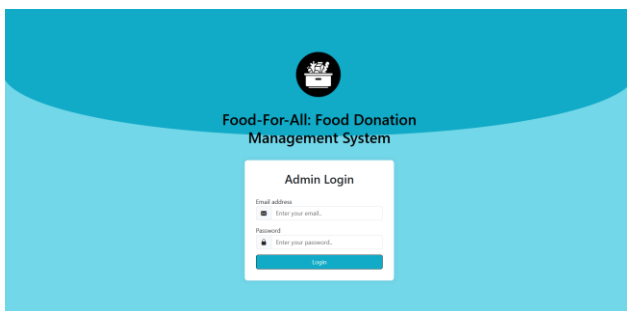 Food-For-All: Food Donation
Management System
Admin Login
Email address
Enter your email..
Password
Enter your password..
Login